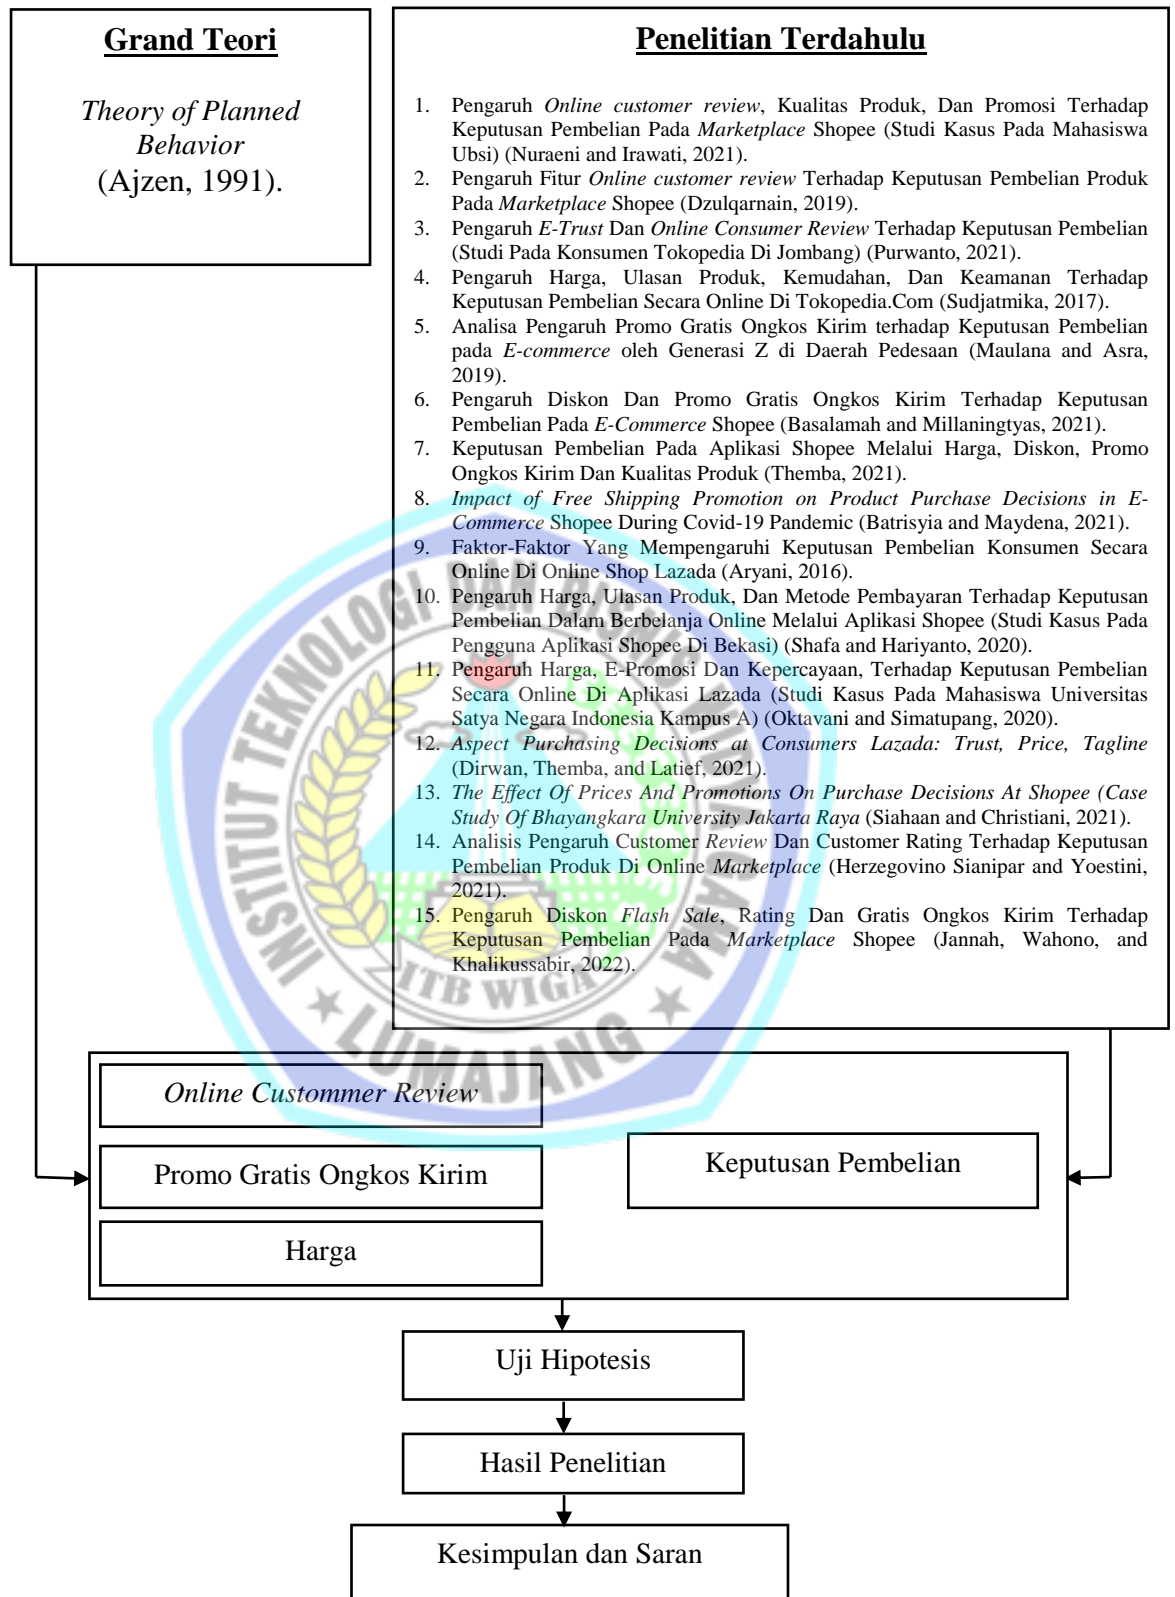 Grand Teori
Theory of Planned
Behavior
(Ajzen, 1991).
Penelitian Terdahulu
1. Pengaruh Online customer review, Kualitas Produk, Dan Promosi Terhadap
Keputusan Pembelian Pada Marketplace Shopee (Studi Kasus Pada Mahasiswa
Ubsi) (Nuraeni and Irawati, 2021).
2. Pengaruh Fitur Online customer review Terhadap Keputusan Pembelian Produk
Pada Marketplace Shopee (Dzulqarnain, 2019).
3. Pengaruh E-Trust Dan Online Consumer Review Terhadap Keputusan Pembelian
(Studi Pada Konsumen Tokopedia Di Jombang) (Purwanto, 2021).
4. Pengaruh Harga, Ulasan Produk, Kemudahan, Dan Keamanan Terhadap
Keputusan Pembelian Secara Online Di Tokopedia.Com (Sudjatmika, 2017).
5. Analisa Pengaruh Promo Gratis Ongkos Kirim terhadap Keputusan Pembelian
pada E-commerce oleh Generasi Z di Daerah Pedesaan (Maulana and Asra,
2019).
6. Pengaruh Diskon Dan Promo Gratis Ongkos Kirim Terhadap Keputusan
Pembelian Pada E-Commerce Shopee (Basalamah and Millaningtyas, 2021).
7. Keputusan Pembelian Pada Aplikasi Shopee Melalui Harga, Diskon, Promo
Ongkos Kirim Dan Kualitas Produk (Themba, 2021).
8. Impact of Free Shipping Promotion on Product Purchase Decisions in E-
Commerce Shopee During Covid-19 Pandemic (Batrisyia and Maydena, 2021).
9. Faktor-Faktor Yang Mempengaruhi Keputusan Pembelian Konsumen Secara
Online Di Online Shop Lazada (Aryani, 2016).
10. Pengaruh Harga, Ulasan Produk, Dan Metode Pembayaran Terhadap Keputusan
Pembelian Dalam Berbelanja Online Melalui Aplikasi Shopee (Studi Kasus Pada
Pengguna Aplikasi Shopee Di Bekasi) (Shafa and Hariyanto, 2020).
11. Pengaruh Harga, E-Promosi Dan Kepercayaan, Terhadap Keputusan Pembelian
Secara Online Di Aplikasi Lazada (Studi Kasus Pada Mahasiswa Universitas
Satya Negara Indonesia Kampus A) (Oktavani and Simatupang, 2020).
12. Aspect Purchasing Decisions at Consumers Lazada: Trust, Price, Tagline
(Dirwan, Themba, and Latief, 2021).
13. The Effect Of Prices And Promotions On Purchase Decisions At Shopee (Case
Study Of Bhayangkara University Jakarta Raya (Siahaan and Christiani, 2021).
14. Analisis Pengaruh Customer Review Dan Customer Rating Terhadap Keputusan
Pembelian Produk Di Online Marketplace (Herzegovino Sianipar and Yoestini,
2021).
15. Pengaruh Diskon Flash Sale, Rating Dan Gratis Ongkos Kirim Terhadap
Keputusan Pembelian Pada Marketplace Shopee (Jannah, Wahono, and
Khalikussabir, 2022).
INSTITUT TEKNOLOGI DAN BISNIS WIDYA GAMA
ITB WIGA
LUMAJANG
Online Custommer Review
Promo Gratis Ongkos Kirim
Harga
Keputusan Pembelian
Uji Hipotesis
Hasil Penelitian
Kesimpulan dan Saran